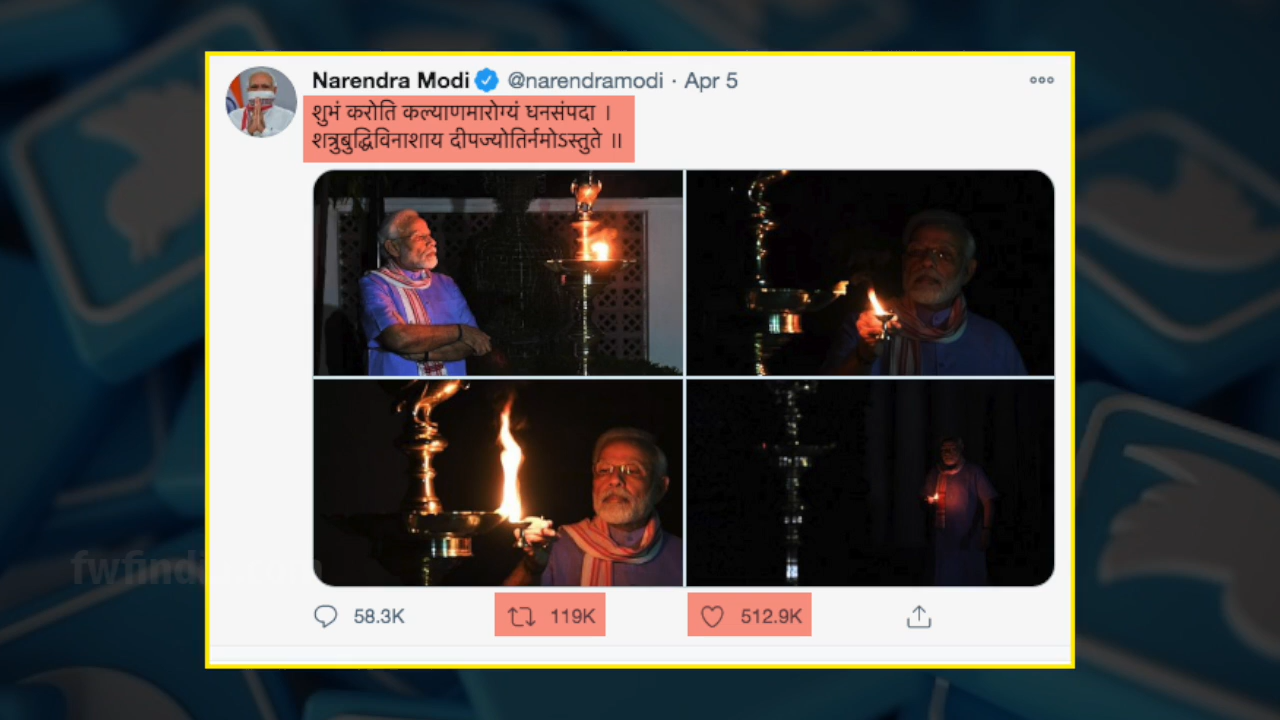 Narendra Modi @narendramodi · Apr 5
शुभं करोति कल्याणमारोग्यं धनसंपदा ।
शत्रुबुद्धिविनाशाय दीपज्योतिर्नमोऽस्तुते ॥
58.3K 119K 512.9K